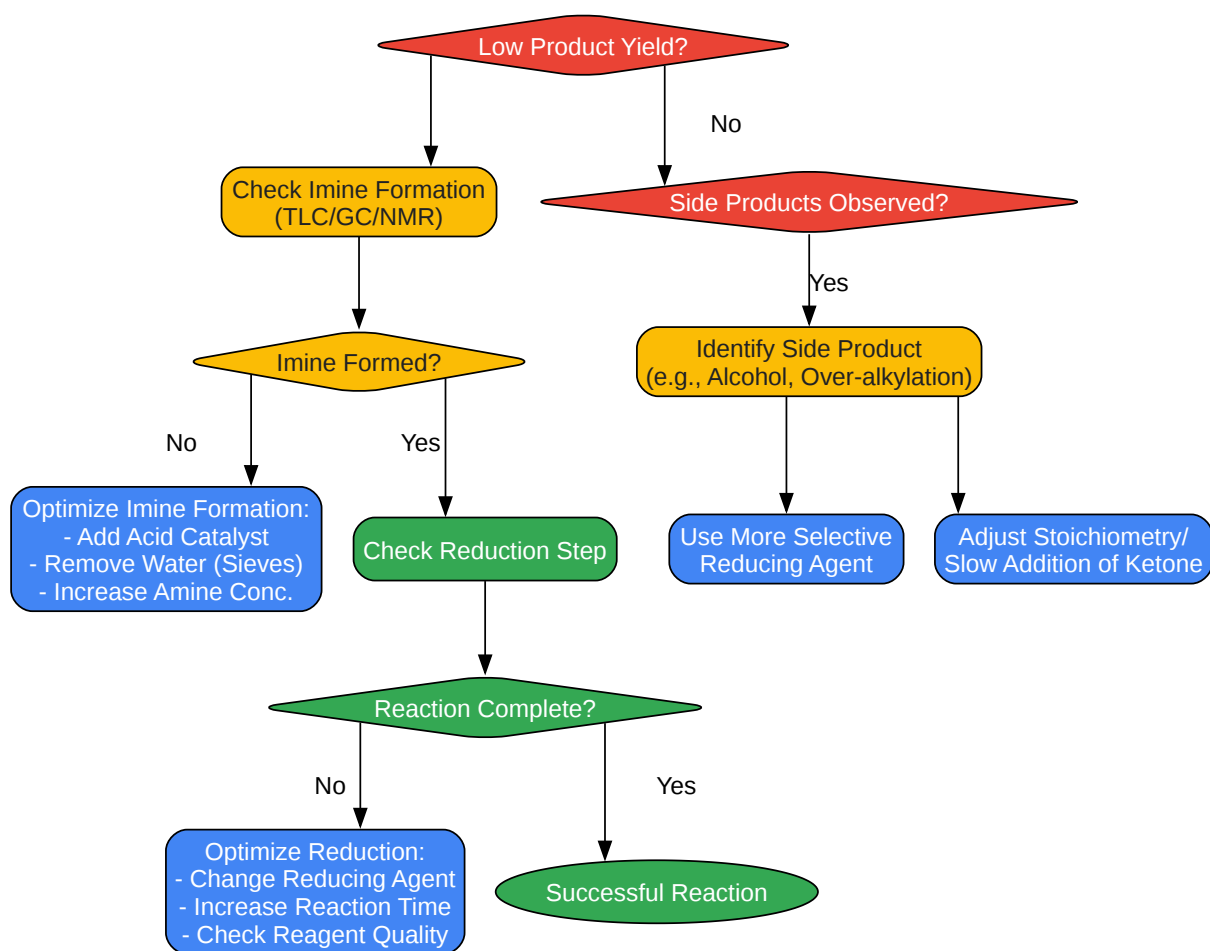 Low Product Yield?
No
Check Imine Formation
(TLC/GC/NMR)
Side Products Observed?
Yes
Imine Formed?
Identify Side Product
(e.g., Alcohol, Over-alkylation)
No
Yes
Optimize Imine Formation:
- Add Acid Catalyst
- Remove Water (Sieves)
- Increase Amine Conc.
Check Reduction Step
Use More Selective
Reducing Agent
Adjust Stoichiometry/
Slow Addition of Ketone
Reaction Complete?
No
Yes
Optimize Reduction:
- Change Reducing Agent
- Increase Reaction Time
- Check Reagent Quality
Successful Reaction